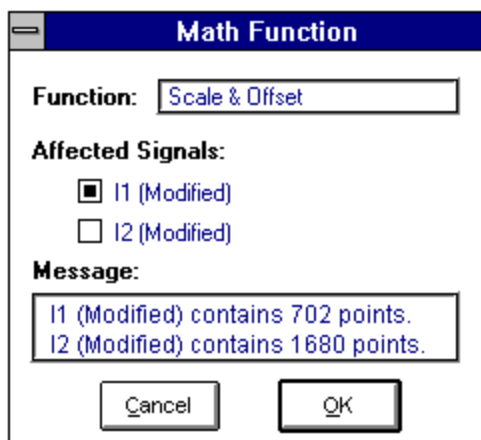 Math Function
Function: Scale & Offset
Affected Signals:
I1 (Modified)
I2 (Modified)
Message:
I1 (Modified) contains 702 points.
I2 (Modified) contains 1680 points.
Cancel OK